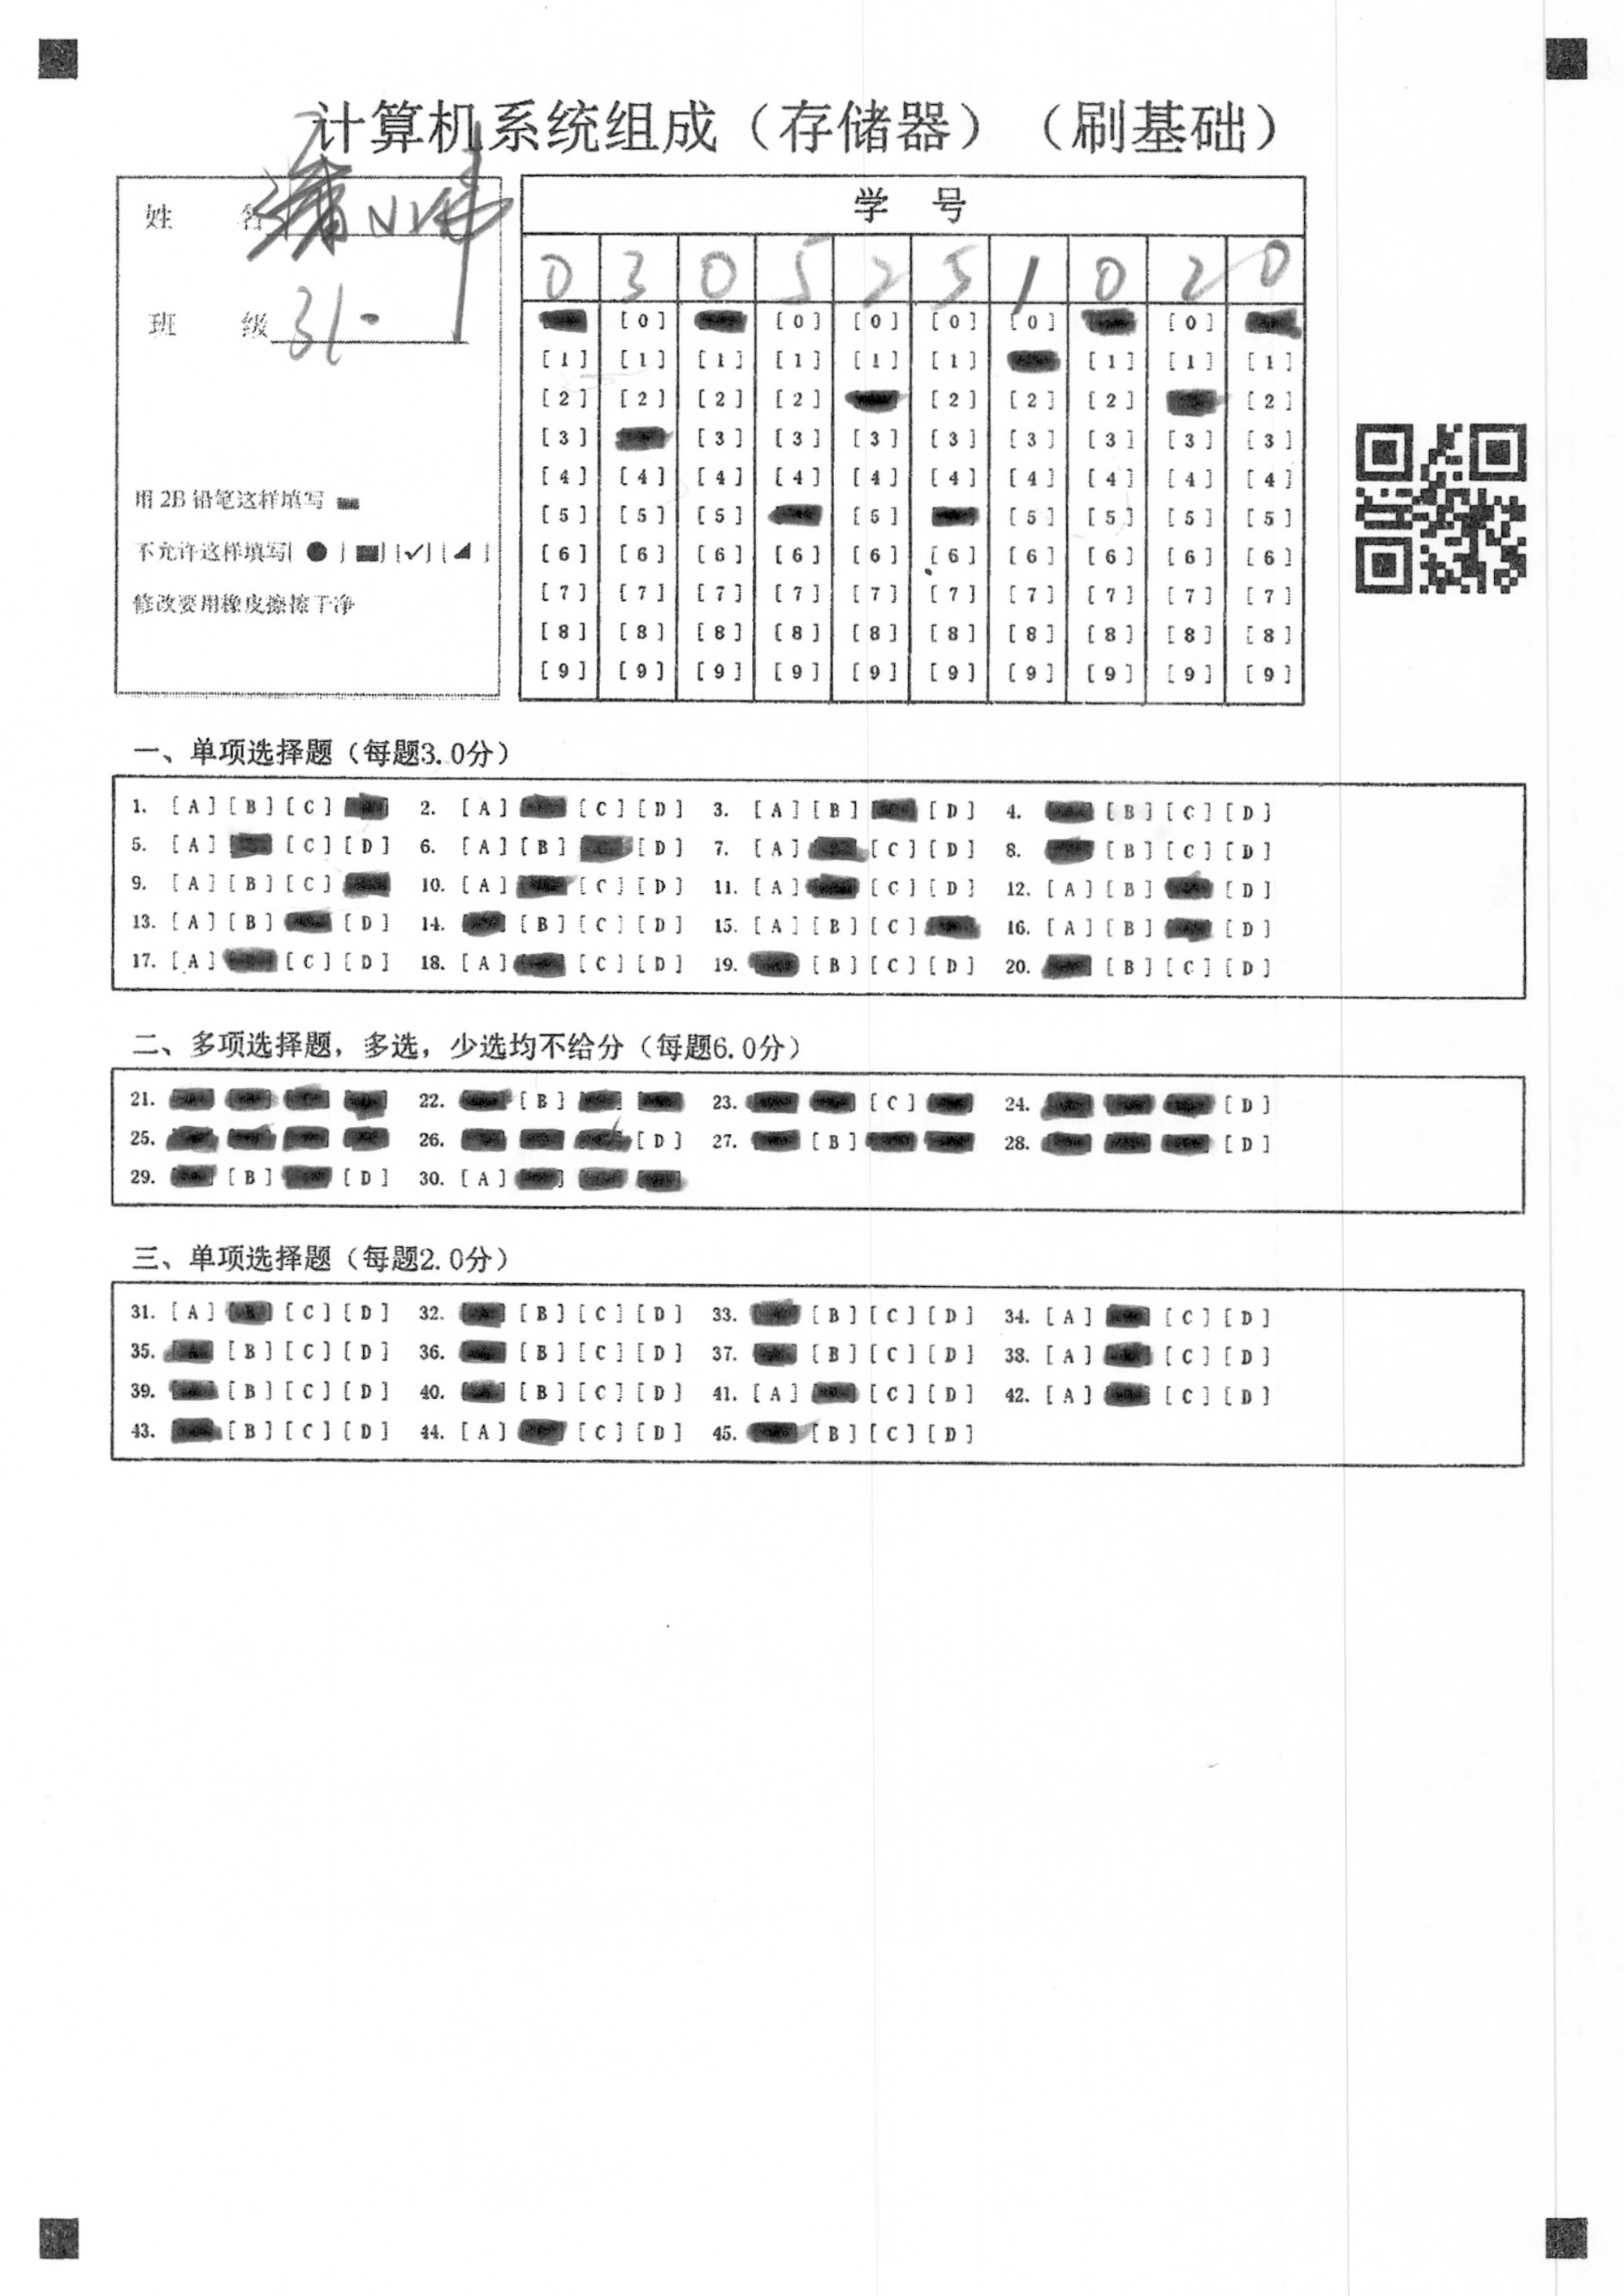 计算机系统组成（存储器）（刷基础）
姓 名 小伟
班 级 31
用 2B 铅笔这样填写
不允许这样填写[ ● ] [■] [✓] [◢ ]
修改要用橡皮擦擦干净
学 号
0 3 0 5 2 5 1 0 2 0
[0] [0] [0] [0] [0] [0]
[1] [1] [1] [1] [1] [1] [1] [1] [1]
[2] [2] [2] [2] [2] [2] [2] [2]
[3] [3] [3] [3] [3] [3] [3] [3] [3]
[4] [4] [4] [4] [4] [4] [4] [4] [4] [4]
[5] [5] [5] [5] [5] [5] [5] [5]
[6] [6] [6] [6] [6] [6] [6] [6] [6] [6]
[7] [7] [7] [7] [7] [7] [7] [7] [7] [7]
[8] [8] [8] [8] [8] [8] [8] [8] [8] [8]
[9] [9] [9] [9] [9] [9] [9] [9] [9] [9]
一、单项选择题（每题3.0分）
1. [A] [B] [C] 2. [A] [C] [D] 3. [A] [B] [D] 4. [B] [C] [D]
5. [A] [C] [D] 6. [A] [B] [D] 7. [A] [C] [D] 8. [B] [C] [D]
9. [A] [B] [C] 10. [A] [C] [D] 11. [A] [C] [D] 12. [A] [B] [D]
13. [A] [B] [D] 14. [B] [C] [D] 15. [A] [B] [C] 16. [A] [B] [D]
17. [A] [C] [D] 18. [A] [C] [D] 19. [B] [C] [D] 20. [B] [C] [D]
二、多项选择题，多选，少选均不给分（每题6.0分）
21. 22. [B] 23. [C] 24. [D]
25. 26. [D] 27. [B] 28. [D]
29. [B] [D] 30. [A]
三、单项选择题（每题2.0分）
31. [A] [C] [D] 32. [B] [C] [D] 33. [B] [C] [D] 34. [A] [C] [D]
35. [B] [C] [D] 36. [B] [C] [D] 37. [B] [C] [D] 38. [A] [C] [D]
39. [B] [C] [D] 40. [B] [C] [D] 41. [A] [C] [D] 42. [A] [C] [D]
43. [B] [C] [D] 44. [A] [C] [D] 45. [B] [C] [D]